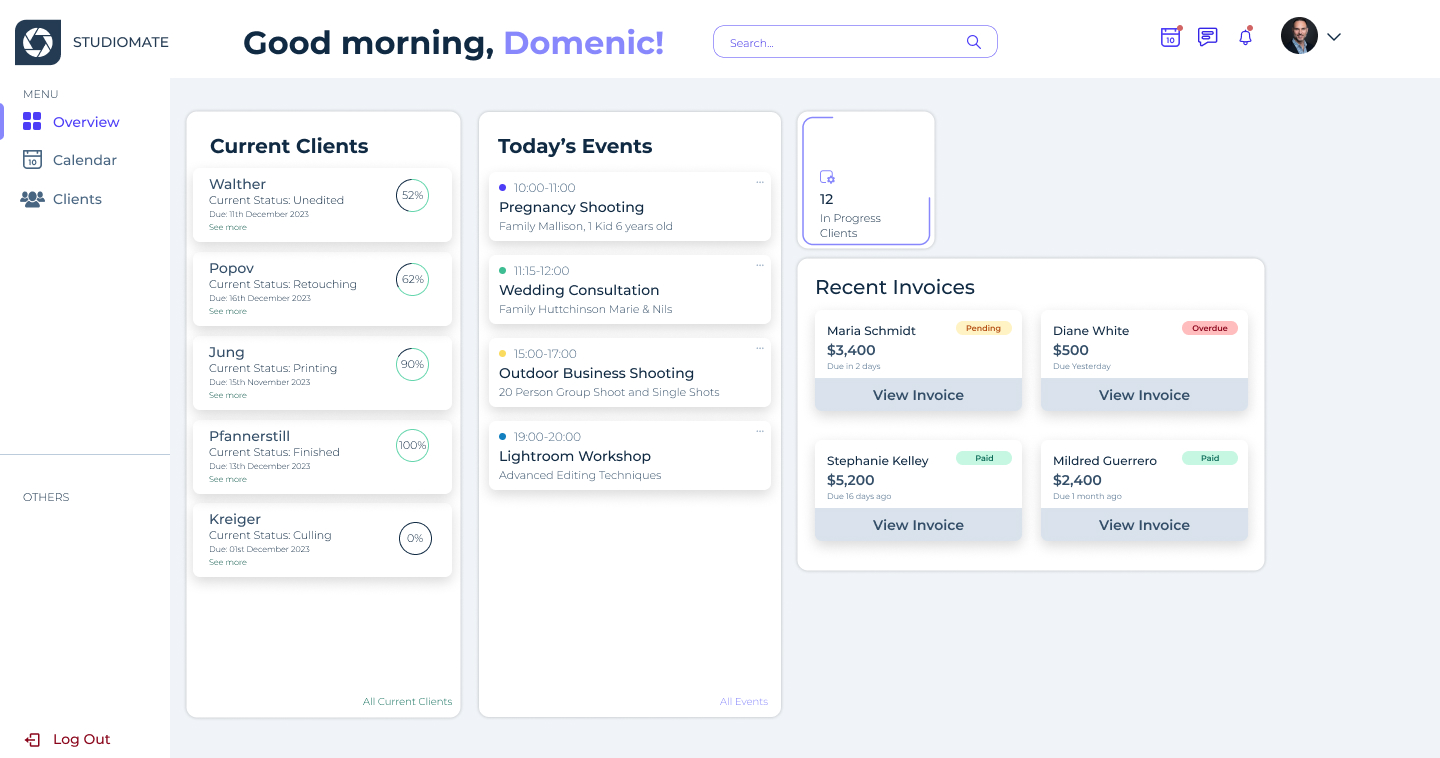 STUDIOMATE
Good morning, Domenic!
Search...
10
MENU
Overview
10
Calendar
Clients
OTHERS
Log Out
Current Clients
Walther
Current Status: Unedited
Due: 11th December 2023
See more
52%
Popov
Current Status: Retouching
Due: 16th December 2023
See more
62%
Jung
Current Status: Printing
Due: 15th November 2023
See more
90%
Pfannerstill
Current Status: Finished
Due: 13th December 2023
See more
100%
Kreiger
Current Status: Culling
Due: 01st December 2023
See more
0%
All Current Clients
Today’s Events
10:00-11:00
...
Pregnancy Shooting
Family Mallison, 1 Kid 6 years old
11:15-12:00
...
Wedding Consultation
Family Huttchinson Marie & Nils
15:00-17:00
...
Outdoor Business Shooting
20 Person Group Shoot and Single Shots
19:00-20:00
...
Lightroom Workshop
Advanced Editing Techniques
All Events
12
In Progress
Clients
Recent Invoices
Maria Schmidt
Pending
$3,400
Due in 2 days
View Invoice
Diane White
Overdue
$500
Due Yesterday
View Invoice
Stephanie Kelley
Paid
$5,200
Due 16 days ago
View Invoice
Mildred Guerrero
Paid
$2,400
Due 1 month ago
View Invoice